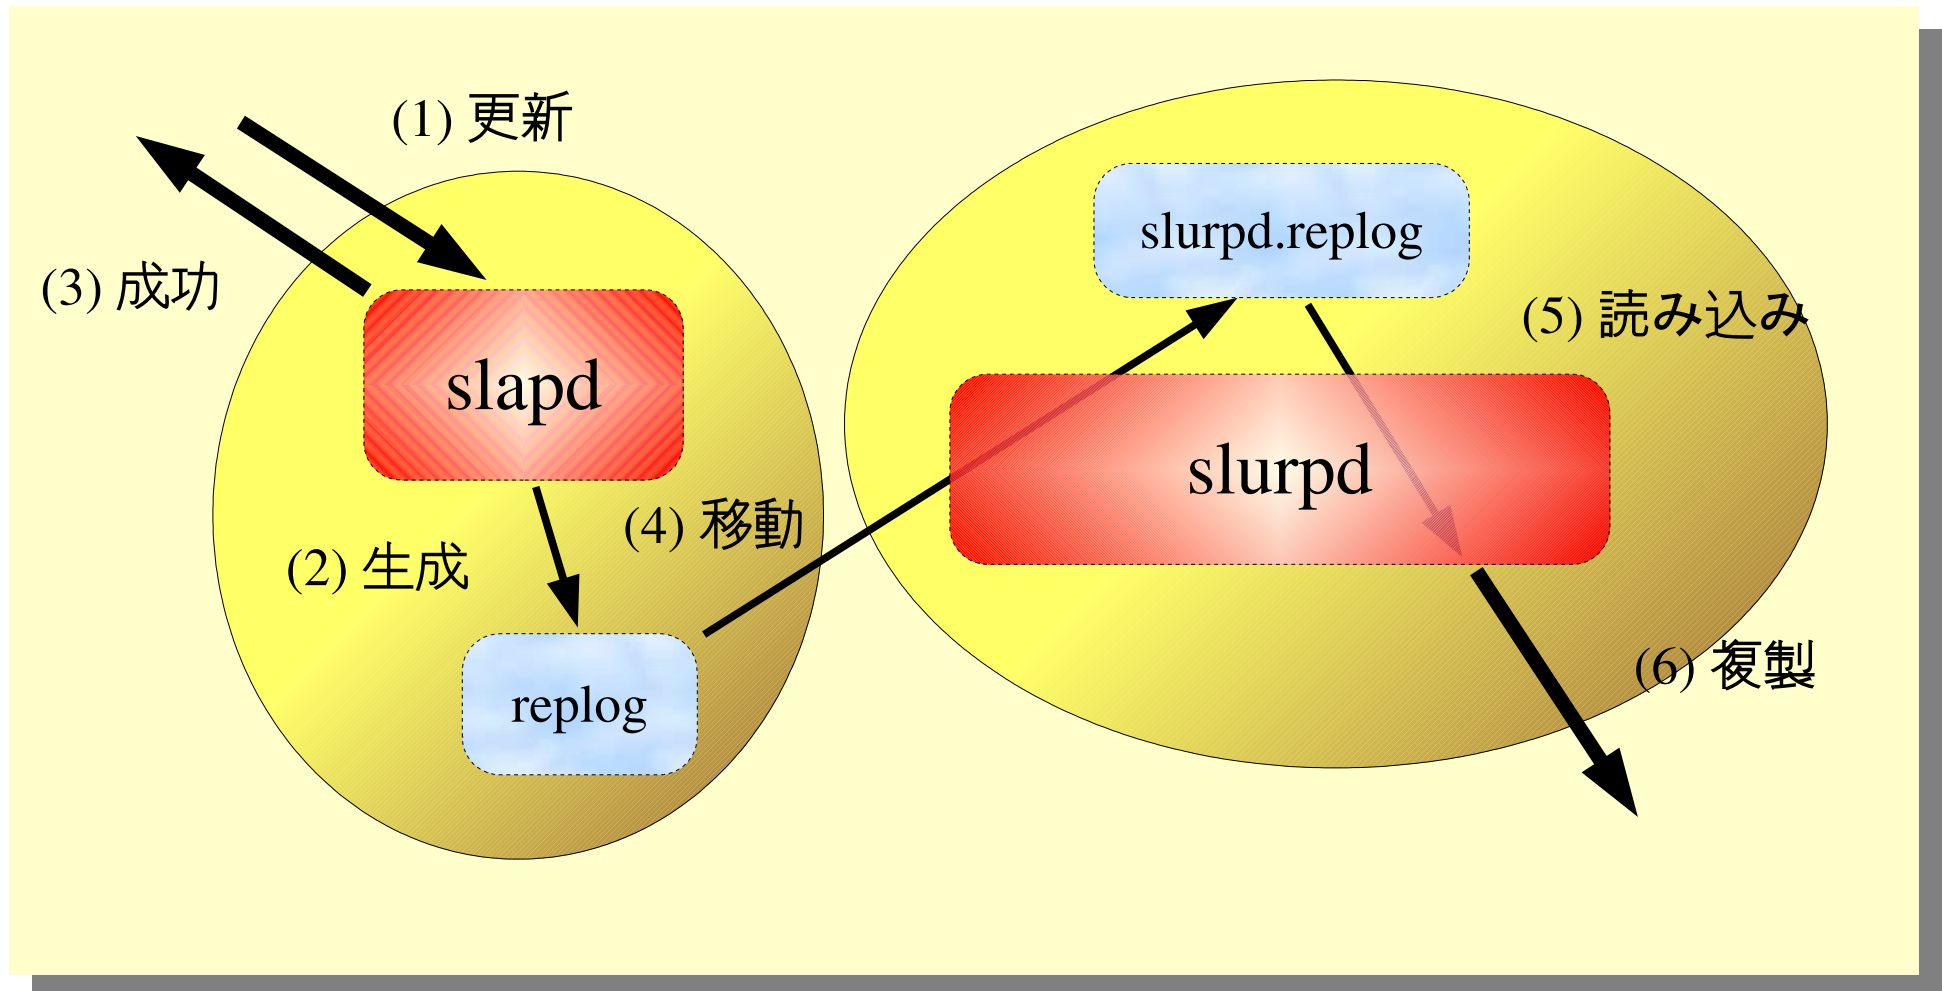 (1) 更新
(3) 成功
slapd
(2) 生成
(4) 移動
replog
slurpd.replog
(5) 読み込み
slurpd
(6) 複製